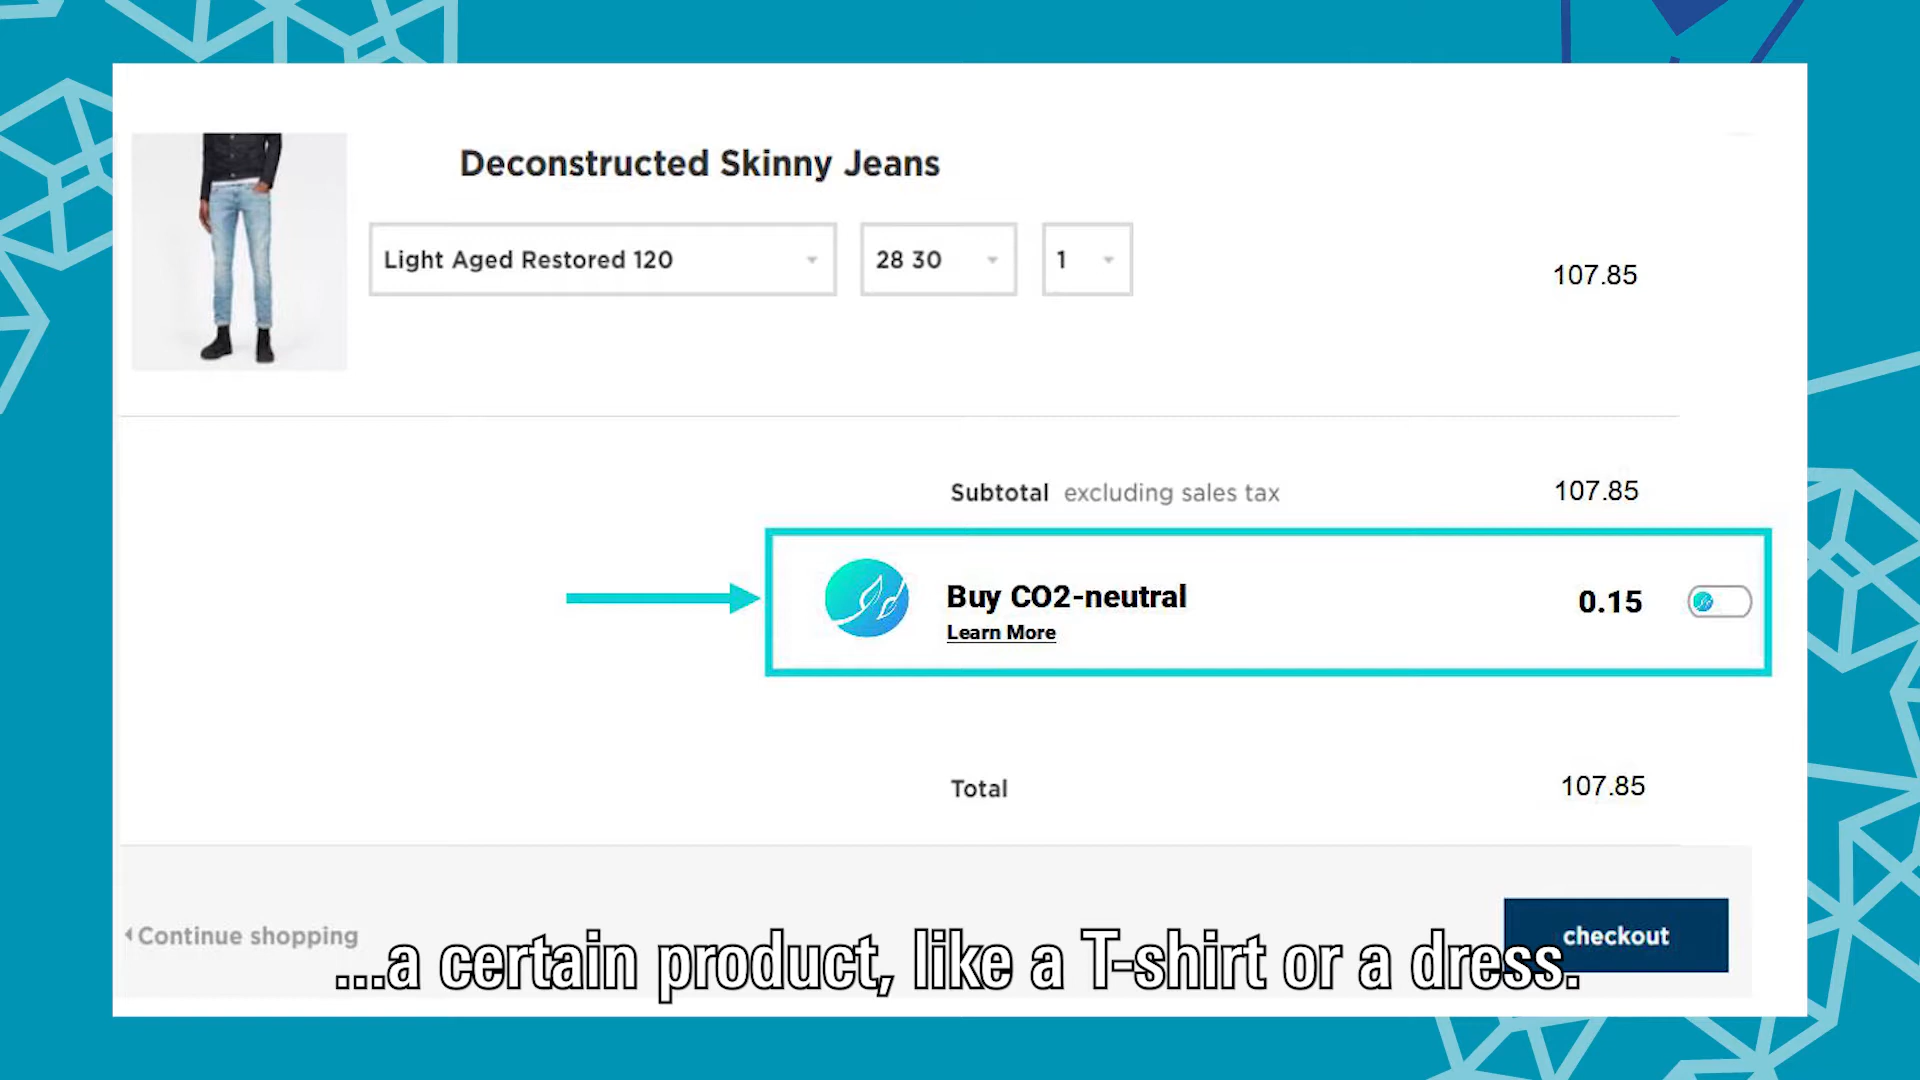 Deconstructed Skinny Jeans
Light Aged Restored 120
28 30
1
107.85
Subtotal excluding sales tax
107.85
Buy CO2-neutral
0.15
Learn More
Total
107.85
Continue shopping
checkout
...a certain product, like a T-shirt or a dress.